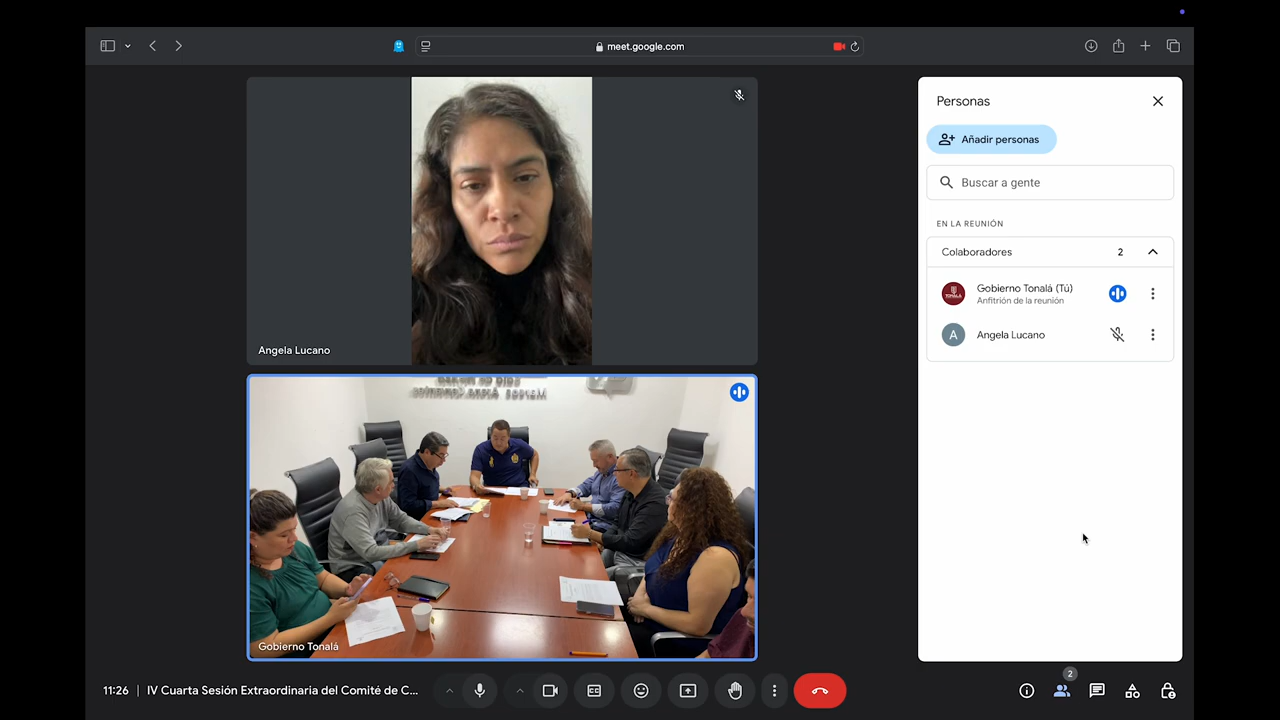 meet.google.com
Angela Lucano
Gobierno Tonalá
Personas
Añadir personas
Buscar a gente
EN LA REUNIÓN
Colaboradores 2
Gobierno Tonalá (Tú)
Anfitrión de la reunión
A Angela Lucano
11:26 | IV Cuarta Sesión Extraordinaria del Comité de C...
2